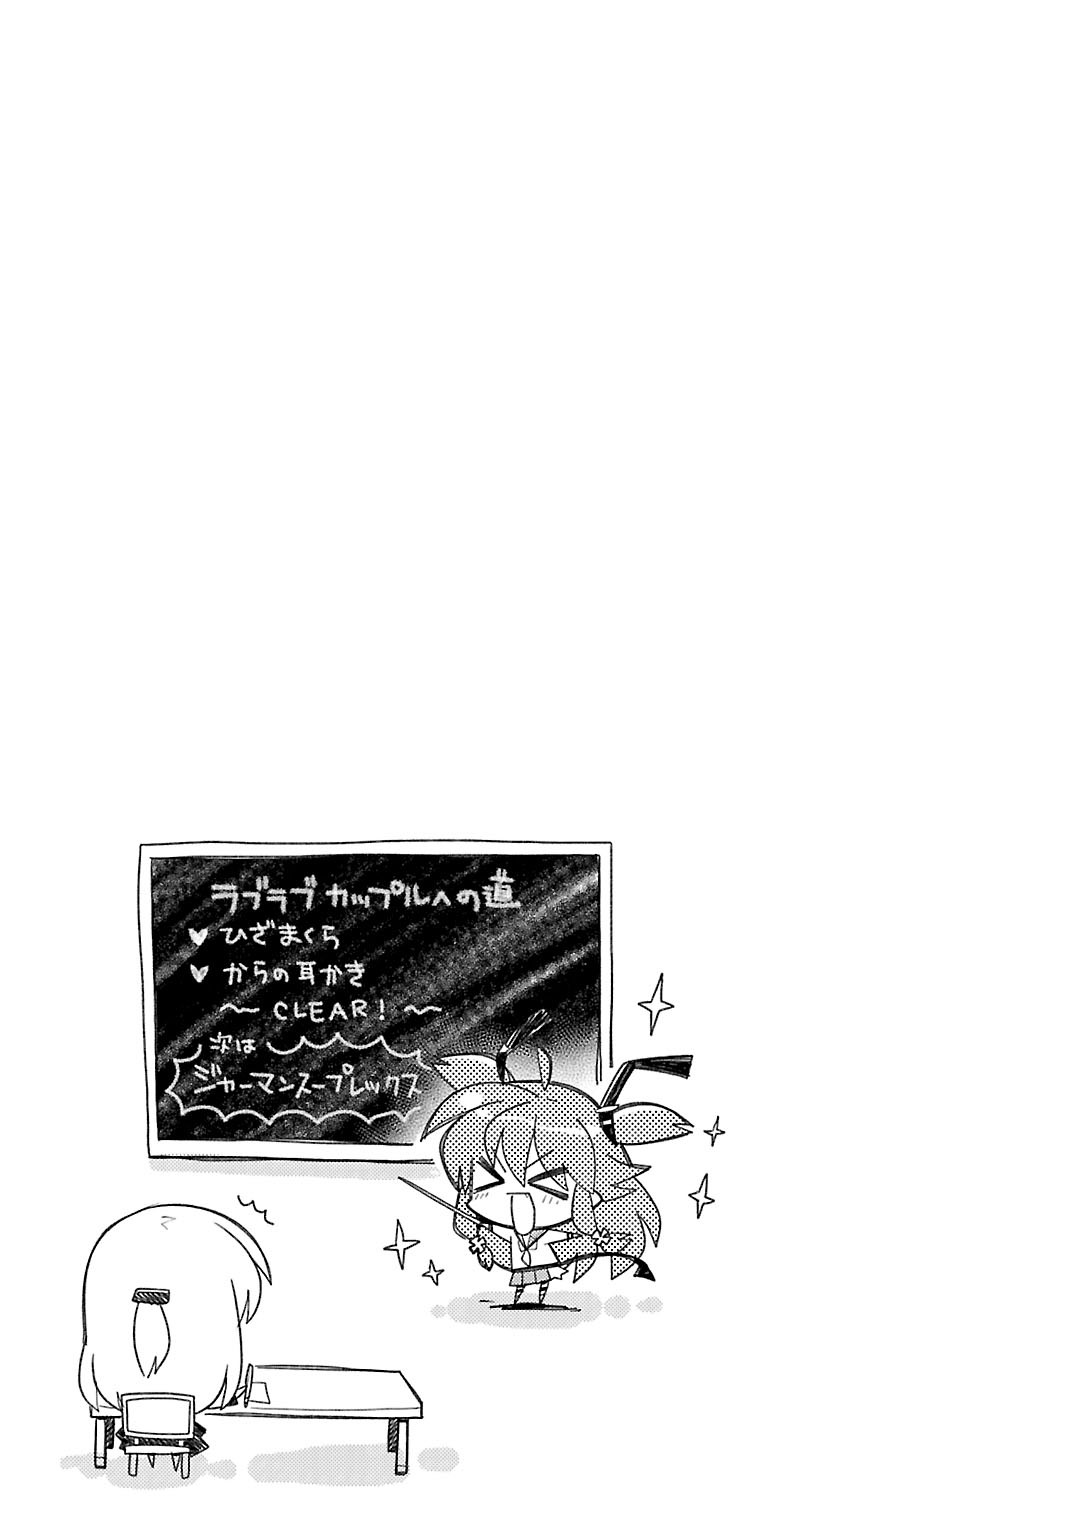 ラブラブカップルへの道
♥ ひざまくら
♥ からの耳かき
～ CLEAR! ～
次は
ジャーマンスープレックス